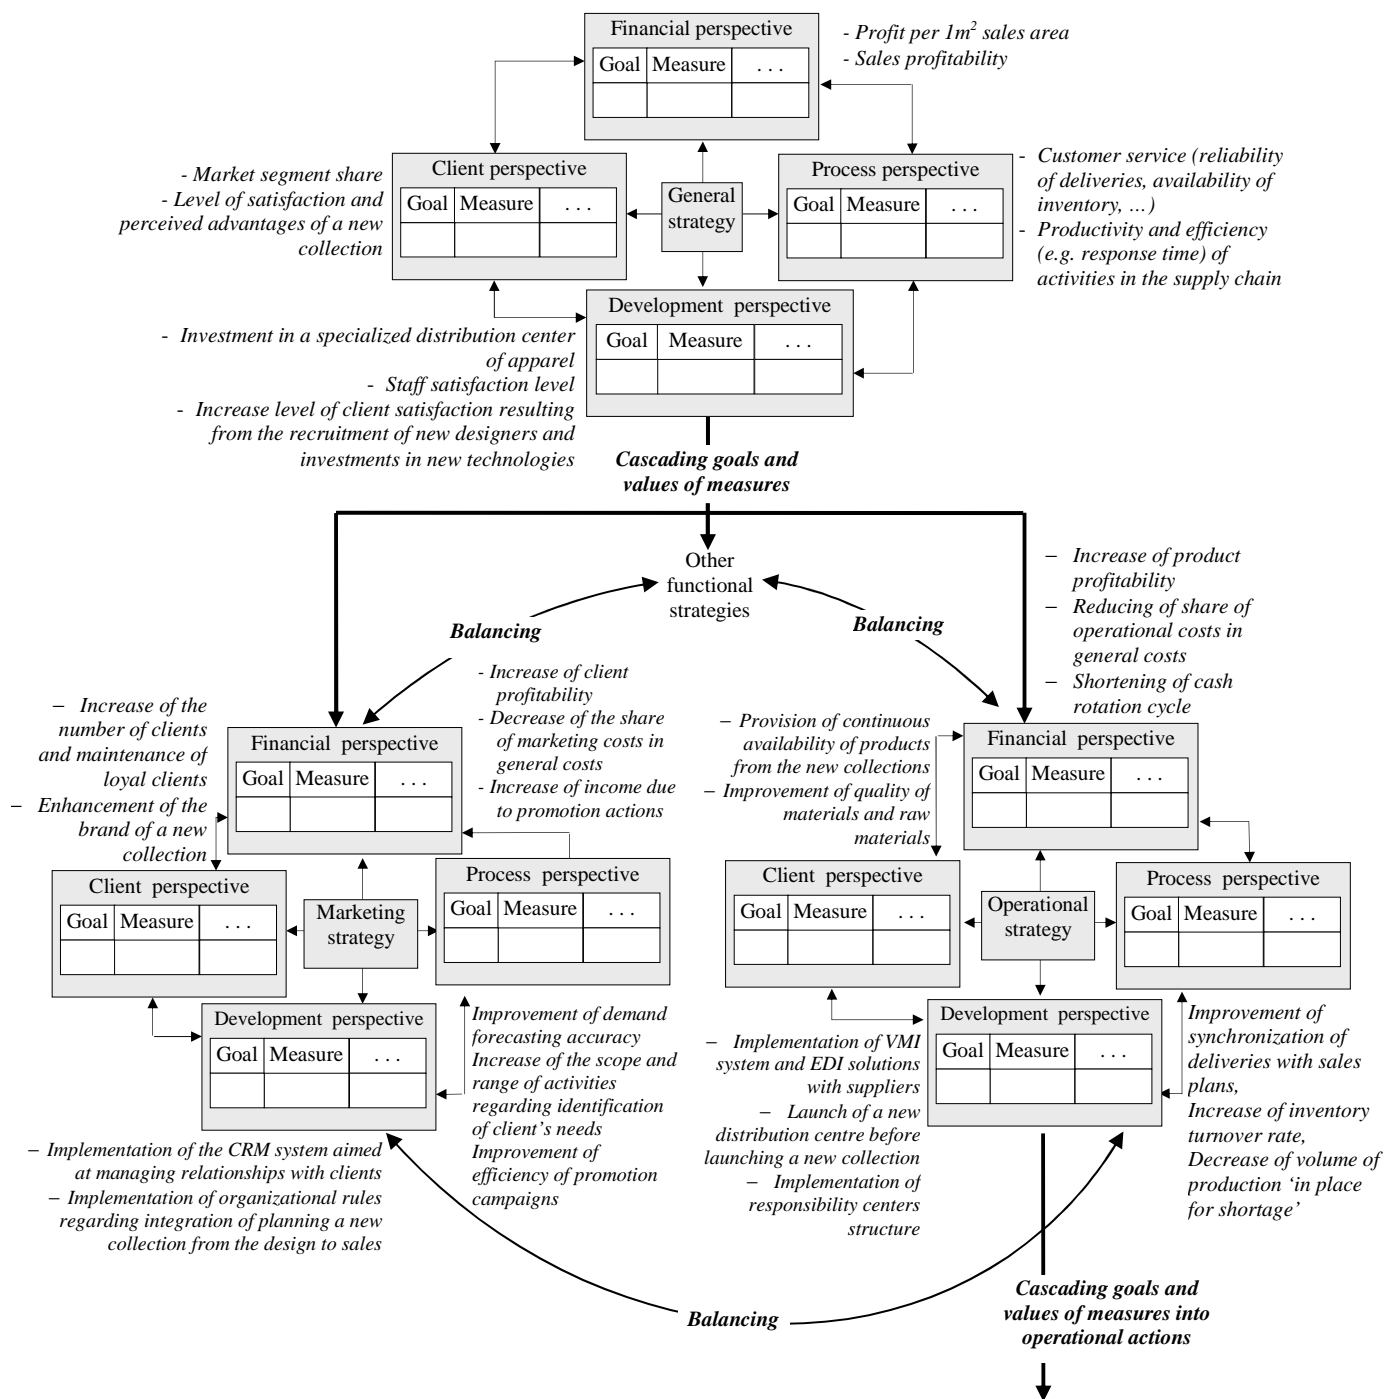 Financial perspective
Goal Measure . . .
- Profit per 1m² sales area
- Sales profitability
Client perspective
Goal Measure . . .
- Market segment share
- Level of satisfaction and
perceived advantages of a new
collection
General
strategy
Process perspective
Goal Measure . . .
- Customer service (reliability
of deliveries, availability of
inventory, ...)
- Productivity and efficiency
(e.g. response time) of
activities in the supply chain
Development perspective
Goal Measure . . .
- Investment in a specialized distribution center
of apparel
- Staff satisfaction level
- Increase level of client satisfaction resulting
from the recruitment of new designers and
investments in new technologies
Cascading goals and
values of measures
Other
functional
strategies
Balancing
Balancing
– Increase of the
number of clients
and maintenance of
loyal clients
– Enhancement of the
brand of a new
collection
Financial perspective
Goal Measure . . .
- Increase of client
profitability
- Decrease of the share
of marketing costs in
general costs
- Increase of income due
to promotion actions
Client perspective
Goal Measure . . .
Marketing
strategy
Process perspective
Goal Measure . . .
Development perspective
Goal Measure . . .
Improvement of demand
forecasting accuracy
Increase of the scope and
range of activities
regarding identification
of client's needs
Improvement of
efficiency of promotion
campaigns
– Implementation of the CRM system aimed
at managing relationships with clients
– Implementation of organizational rules
regarding integration of planning a new
collection from the design to sales
– Increase of product
profitability
– Reducing of share of
operational costs in
general costs
– Shortening of cash
rotation cycle
– Provision of continuous
availability of products
from the new collections
– Improvement of quality of
materials and raw
materials
Financial perspective
Goal Measure . . .
Client perspective
Goal Measure . . .
Operational
strategy
Process perspective
Goal Measure . . .
Development perspective
Goal Measure . . .
– Implementation of VMI
system and EDI solutions
with suppliers
– Launch of a new
distribution centre before
launching a new collection
– Implementation of
responsibility centers
structure
Improvement of
synchronization of
deliveries with sales
plans,
Increase of inventory
turnover rate,
Decrease of volume of
production 'in place
for shortage'
Balancing
Cascading goals and
values of measures into
operational actions